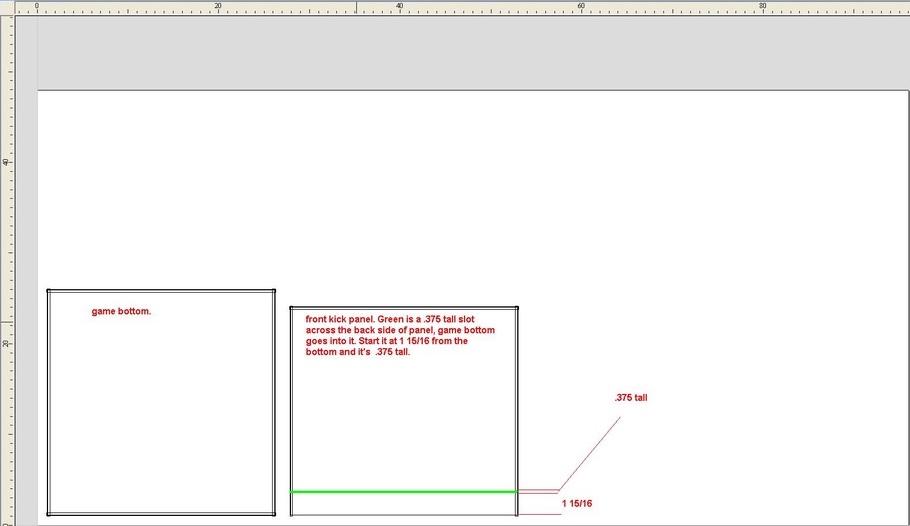 0
20
40
60
80
40
20
0
game bottom.
front kick panel. Green is a .375 tall slot
across the back side of panel, game bottom
goes into it. Start it at 1 15/16 from the
bottom and it's  .375 tall.
.375 tall
1 15/16